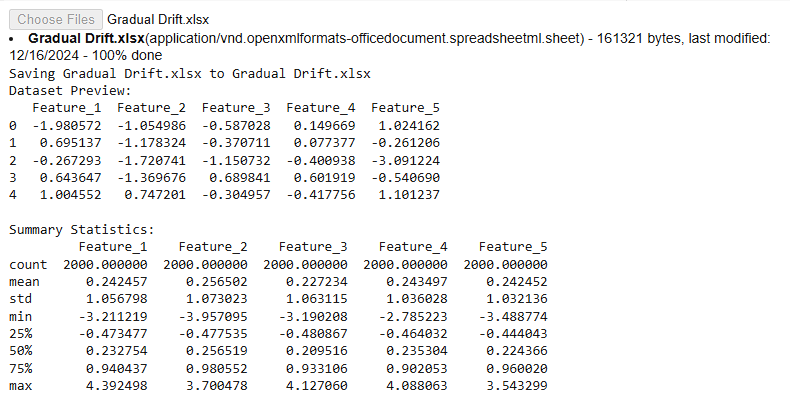 Choose Files Gradual Drift.xlsx
• Gradual Drift.xlsx(application/vnd.openxmlformats-officedocument.spreadsheetml.sheet) - 161321 bytes, last modified:
12/16/2024 - 100% done
Saving Gradual Drift.xlsx to Gradual Drift.xlsx
Dataset Preview:
   Feature_1  Feature_2  Feature_3  Feature_4  Feature_5
0  -1.980572  -1.054986  -0.587028   0.149669   1.024162
1   0.695137  -1.178324  -0.370711   0.077377  -0.261206
2  -0.267293  -1.720741  -1.150732  -0.400938  -3.091224
3   0.643647  -1.369676   0.689841   0.601919  -0.540690
4   1.004552   0.747201  -0.304957  -0.417756   1.101237

Summary Statistics:
         Feature_1    Feature_2    Feature_3    Feature_4    Feature_5
count  2000.000000  2000.000000  2000.000000  2000.000000  2000.000000
mean      0.242457     0.256502     0.227234     0.243497     0.242452
std       1.056798     1.073023     1.063115     1.036028     1.032136
min      -3.211219    -3.957095    -3.190208    -2.785223    -3.488774
25%      -0.473477    -0.477535    -0.480867    -0.464032    -0.444043
50%       0.232754     0.256519     0.209516     0.235304     0.224366
75%       0.940437     0.980552     0.933106     0.902053     0.960020
max       4.392498     3.700478     4.127060     4.088063     3.543299